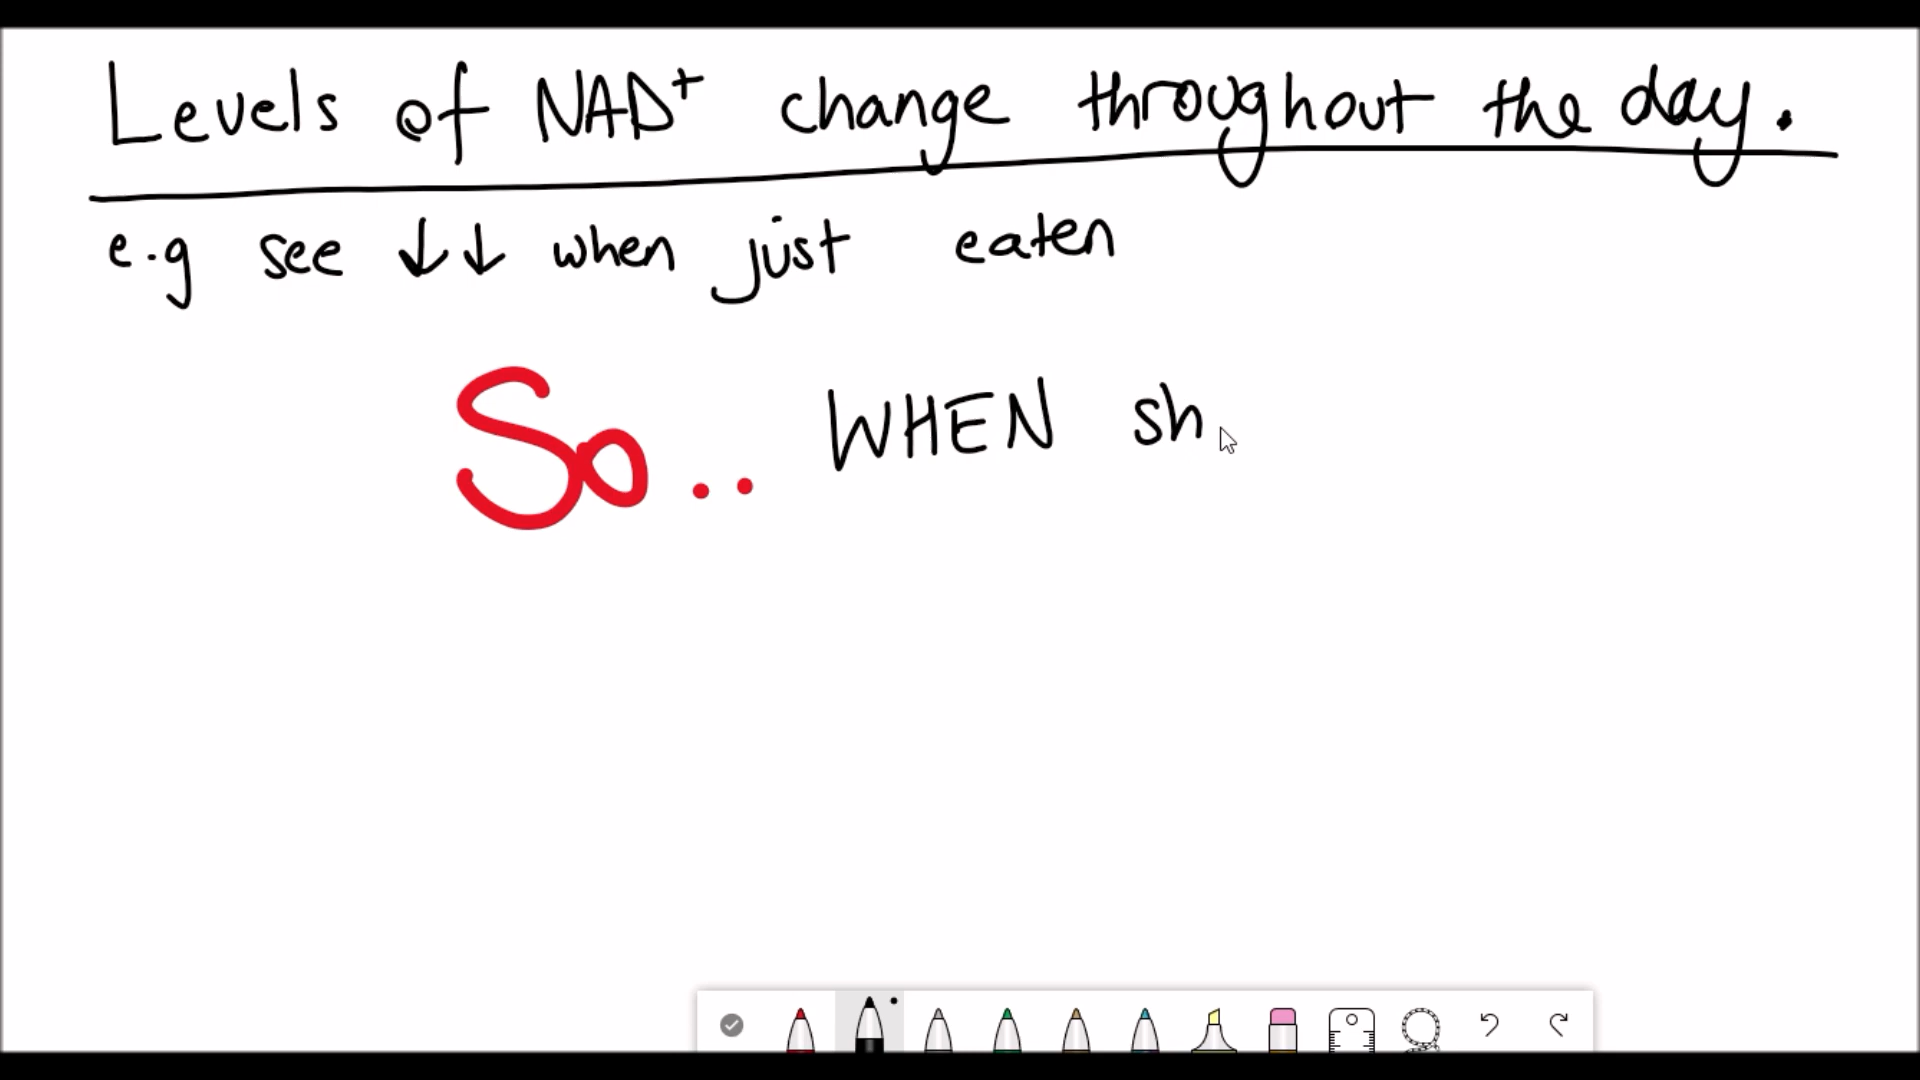 Levels of NAD+ change throughout the day.
e.g see ↓↓ when just eaten
So.. WHEN sh